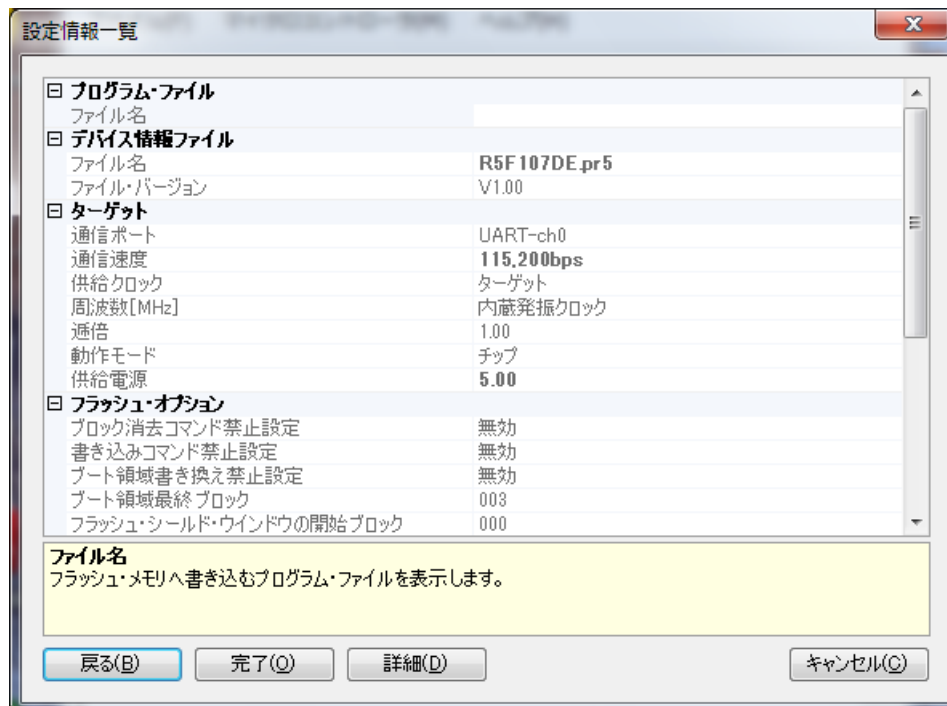 設定情報一覧
プログラム・ファイル
ファイル名
デバイス情報ファイル
ファイル名 R5F107DE.pr5
ファイル・バージョン V1.00
ターゲット
通信ポート UART-ch0
通信速度 115,200bps
供給クロック ターゲット
周波数[MHz] 内蔵発振クロック
逓倍 1.00
動作モード チップ
供給電源 5.00
フラッシュ・オプション
ブロック消去コマンド禁止設定 無効
書き込みコマンド禁止設定 無効
ブート領域書き換え禁止設定 無効
ブート領域最終ブロック 003
フラッシュ・シールド・ウインドウの開始ブロック 000
ファイル名
フラッシュ・メモリへ書き込むプログラム・ファイルを表示します。
戻る(B) 完了(O) 詳細(D) キャンセル(C)